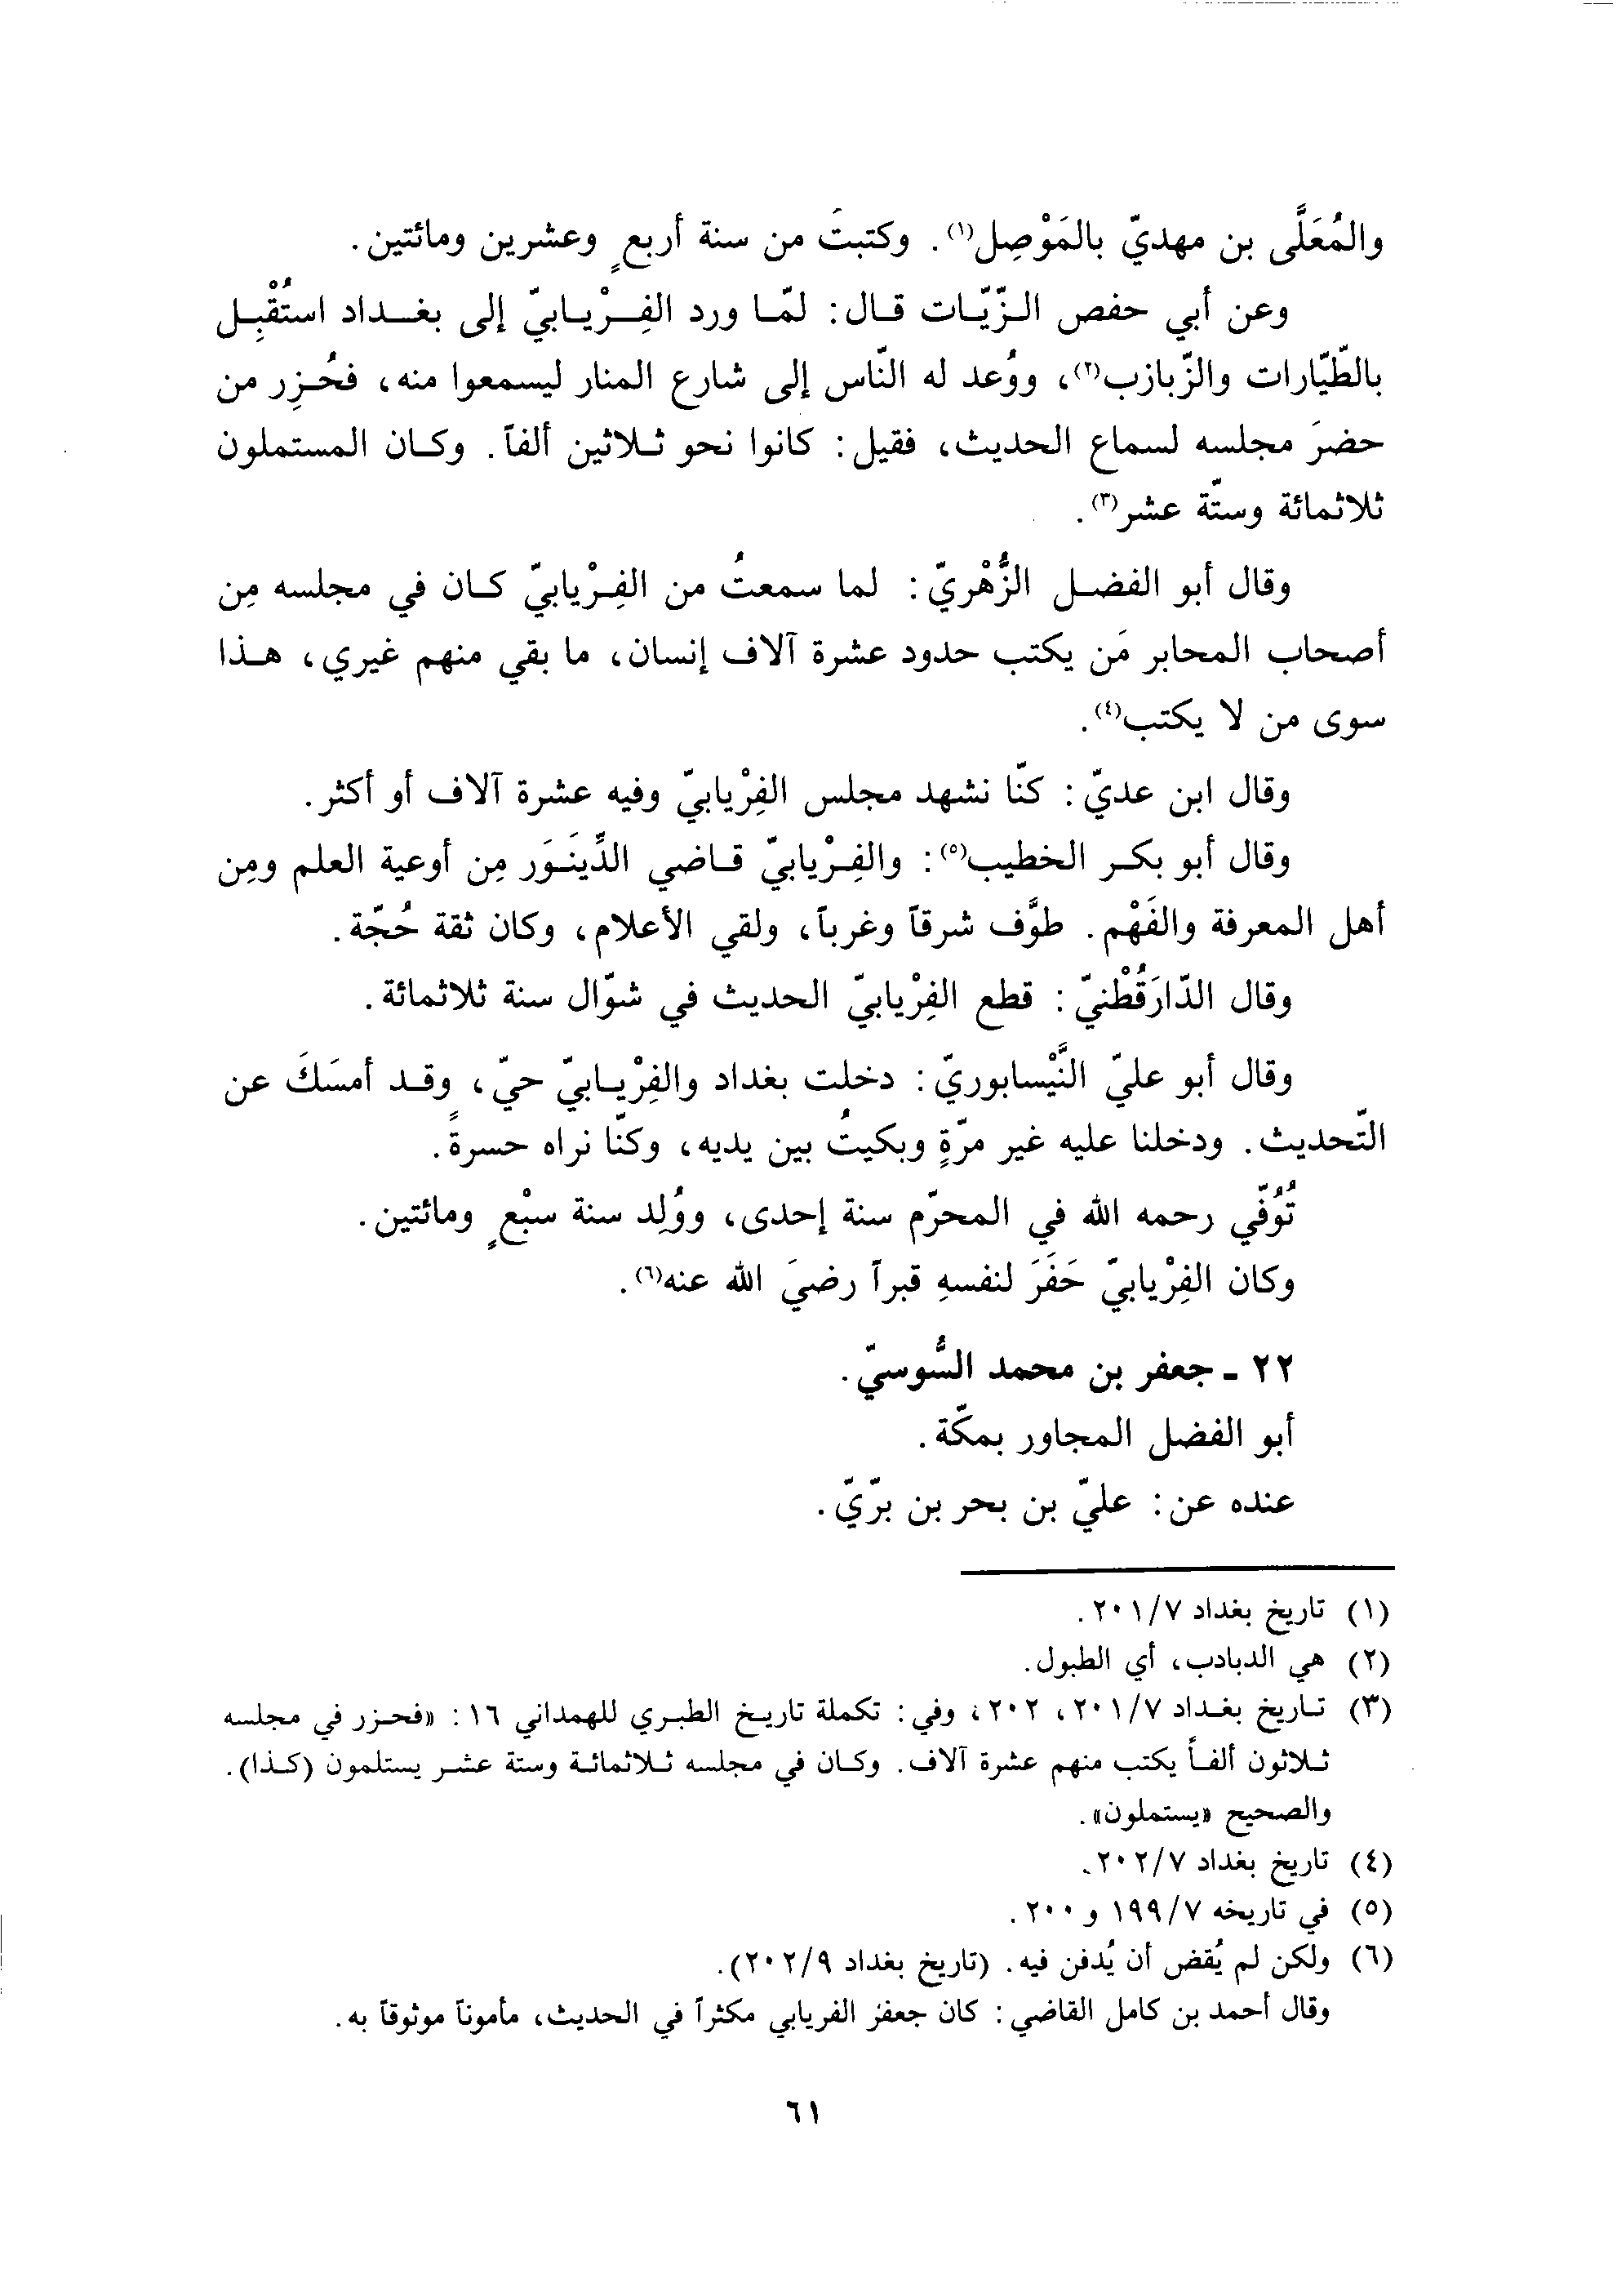 والمُعَلَّى بن مهديّ بالمَوْصِل(١). وكتبتَ من سنة أربعٍ وعشرين ومائتين.
وعن أبي حفص الزّيّات قال: لمّا ورد الفِرْيابيّ إلى بغداد استُقْبِل
بالطّيّارات والزّبازب(٢)، ووُعد له النّاس إلى شارع المنار ليسمعوا منه، فحُزِر من
حضرَ مجلسه لسماع الحديث، فقيل: كانوا نحو ثلاثين ألفاً. وكان المستملون
ثلاثمائة وستّة عشر(٣).
وقال أبو الفضل الزُّهْريّ: لما سمعتُ من الفِرْيابيّ كان في مجلسه مِن
أصحاب المحابر مَن يكتب حدود عشرة آلاف إنسان، ما بقي منهم غيري، هذا
سوى من لا يكتب(٤).
وقال ابن عديّ: كنّا نشهد مجلس الفِرْيابيّ وفيه عشرة آلاف أو أكثر.
وقال أبو بكر الخطيب(٥): والفِرْيابيّ قاضي الدِّينَوَر مِن أوعية العلم ومِن
أهل المعرفة والفَهْم. طوَّف شرقاً وغرباً، ولقي الأعلام، وكان ثقة حُجّة.
وقال الدّارَقُطْنيّ: قطع الفِرْيابيّ الحديث في شوّال سنة ثلاثمائة.
وقال أبو عليّ النَّيْسابوريّ: دخلت بغداد والفِرْيابيّ حيّ، وقد أمسَكَ عن
التّحديث. ودخلنا عليه غير مرّةٍ وبكيتُ بين يديه، وكنّا نراه حسرةً.
تُوُفّي رحمه الله في المحرّم سنة إحدى، ووُلِد سنة سبْعٍ ومائتين.
وكان الفِرْيابيّ حَفَرَ لنفسهِ قبراً رضيَ الله عنه(٦).
٢٢ ـ جعفر بن محمد السُّوسيّ.
أبو الفضل المجاور بمكّة.
عنده عن: عليّ بن بحر بن برّيّ.
(١) تاريخ بغداد ٢٠١/٧.
(٢) هي الدبادب، أي الطبول.
(٣) تاريخ بغداد ٢٠١/٧، ٢٠٢، وفي: تكملة تاريخ الطبري للهمداني ١٦: «فحزر في مجلسه
ثلاثون ألفاً يكتب منهم عشرة آلاف. وكان في مجلسه ثلاثمائة وستة عشر يستلمون (كذا).
والصحيح «يستملون».
(٤) تاريخ بغداد ٢٠٢/٧.
(٥) في تاريخه ١٩٩/٧ و ٢٠٠.
(٦) ولكن لم يُقض أن يُدفن فيه. (تاريخ بغداد ٢٠٢/٩).
وقال أحمد بن كامل القاضي: كان جعفر الفريابي مكثراً في الحديث، مأموناً موثوقاً به.
٦١